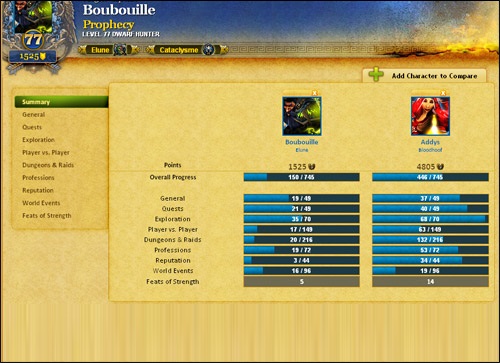 Boubouille
Prophecy
LEVEL 77 DWARF HUNTER
77
1525
Elune Cataclysme
Add Character to Compare
Summary
General
Quests
Exploration
Player vs. Player
Dungeons & Raids
Professions
Reputation
World Events
Feats of Strength
Boubouille Addys
Elune Bloodhoof
Points 1525 4805
Overall Progress 150 / 745 446 / 745
General 19 / 49 37 / 49
Quests 21 / 49 40 / 49
Exploration 35 / 70 68 / 70
Player vs. Player 17 / 149 63 / 149
Dungeons & Raids 20 / 216 132 / 216
Professions 19 / 72 53 / 72
Reputation 3 / 44 34 / 44
World Events 16 / 96 19 / 96
Feats of Strength 5 14